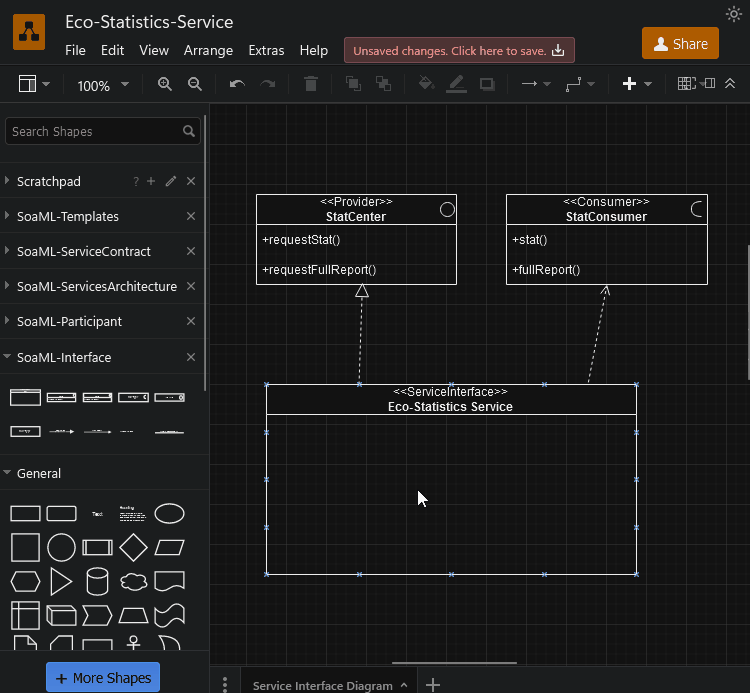 Eco-Statistics-Service
File Edit View Arrange Extras Help
Unsaved changes. Click here to save.
Share
100%
Search Shapes
Scratchpad
?
SoaML-Templates
SoaML-ServiceContract
SoaML-ServicesArchitecture
SoaML-Participant
SoaML-Interface
General
Text
Heading
+ More Shapes
<<Provider>>
StatCenter
+requestStat()
+requestFullReport()
<<Consumer>>
StatConsumer
+stat()
+fullReport()
<<ServiceInterface>>
Eco-Statistics Service
Service Interface Diagram